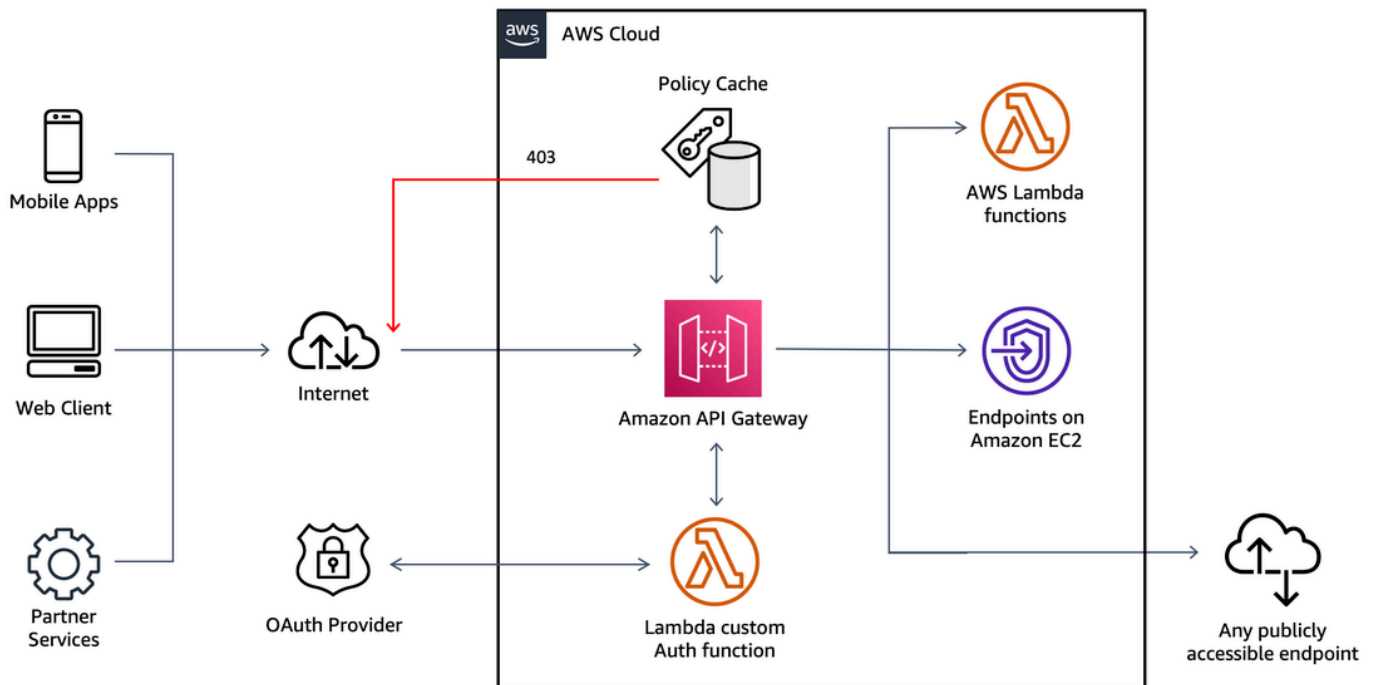 aws
AWS Cloud
Policy Cache
403
Mobile Apps
AWS Lambda
functions
Web Client
Internet
</>
Amazon API Gateway
Endpoints on
Amazon EC2
Partner
Services
OAuth Provider
Lambda custom
Auth function
Any publicly
accessible endpoint